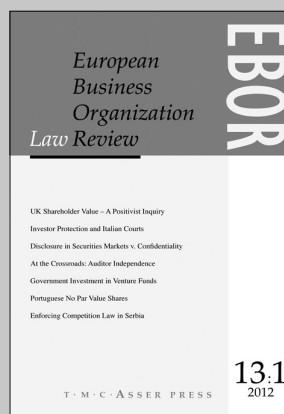 European
Business
Organization
Law Review
EBOR
UK Shareholder Value – A Positivist Inquiry
Investor Protection and Italian Courts
Disclosure in Securities Markets v. Confidentiality
At the Crossroads: Auditor Independence
Government Investment in Venture Funds
Portuguese No Par Value Shares
Enforcing Competition Law in Serbia
T·M·C·ASSER PRESS
13:1
2012